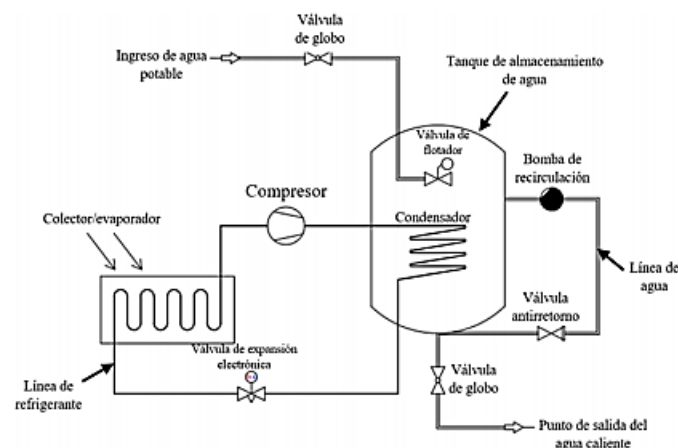 Válvula
de globo
Ingreso de agua
potable
Tanque de almacenamiento
de agua
Válvula de
flotador
Bomba de
recirculación
Compresor
Condensador
Colector/evaporador
Línea de
agua
Válvula
antirretorno
Válvula de expansión
electrónica
Válvula
de globo
Línea de
refrigerante
Punto de salida del
agua caliente